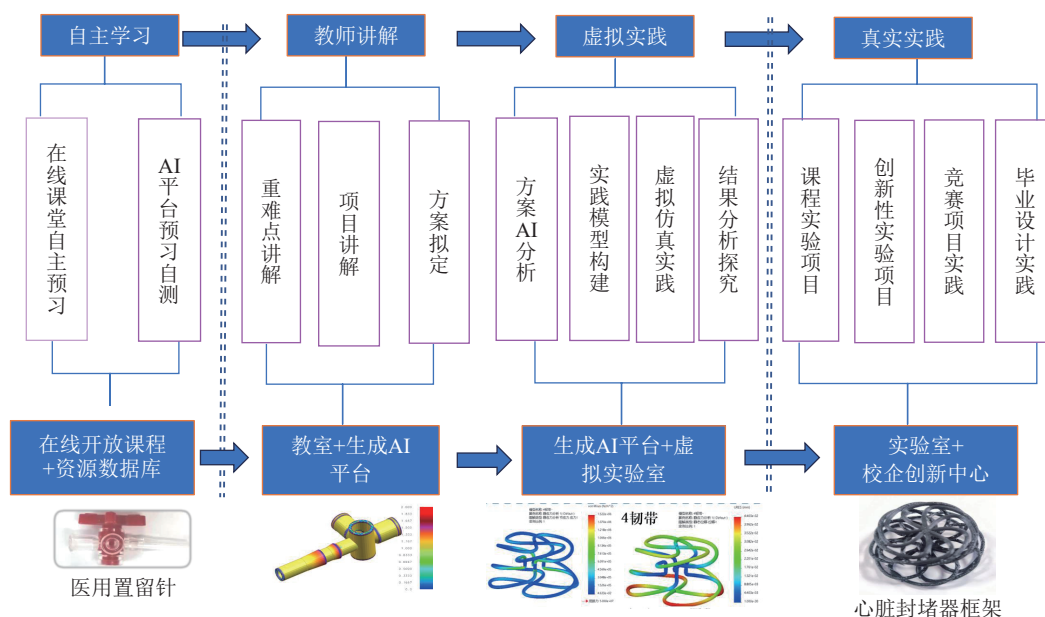 自主学习
教师讲解
虚拟实践
真实实践
在线课堂自主预习
AI平台预习自测
重难点讲解
项目讲解
方案拟定
方案AI分析
实践模型构建
虚拟仿真实践
结果分析探究
课程实验项目
创新性实验项目
竞赛项目实践
毕业设计实践
在线开放课程
+资源数据库
教室+生成AI
平台
生成AI平台+虚
拟实验室
实验室+
校企创新中心
4韧带
医用置留针
心脏封堵器框架